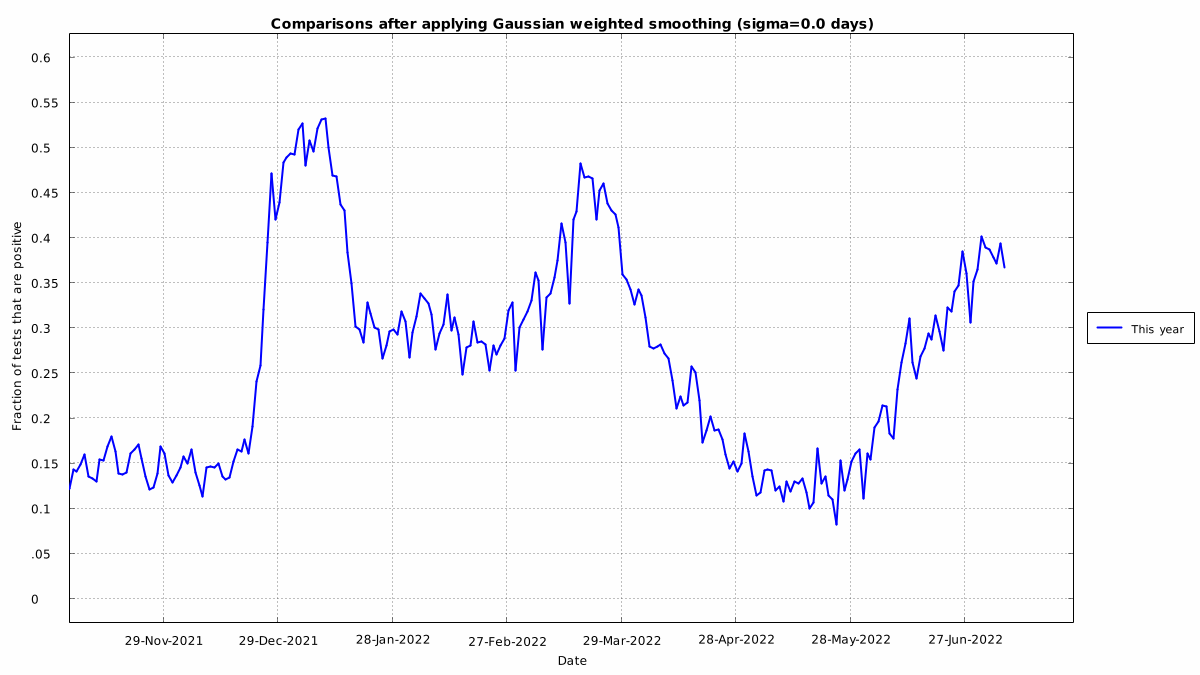 Comparisons after applying Gaussian weighted smoothing (sigma=0.0 days)
0.6
0.55
0.5
0.45
0.4
0.35
0.3
0.25
0.2
0.15
0.1
.05
0
Fraction of tests that are positive
29-Nov-2021 29-Dec-2021 28-Jan-2022 27-Feb-2022 29-Mar-2022 28-Apr-2022 28-May-2022 27-Jun-2022
Date
This year